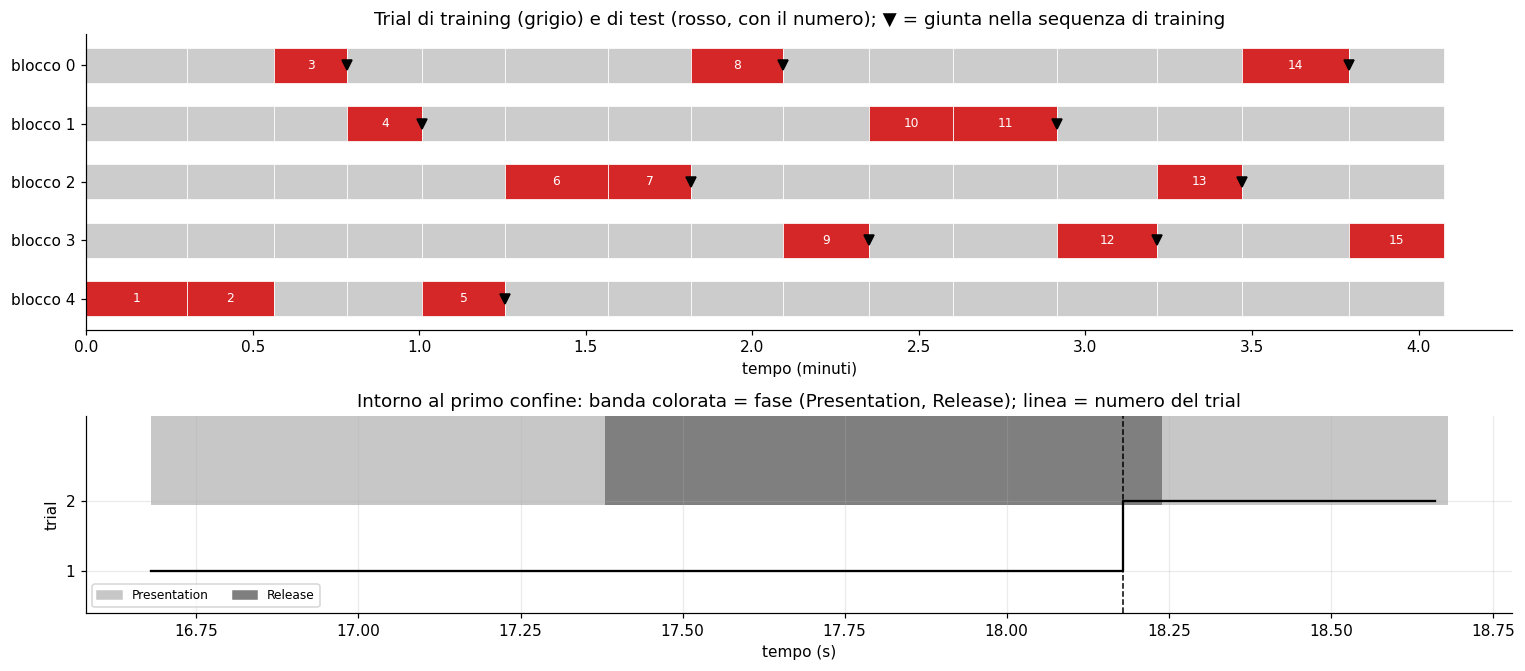 Trial di training (grigio) e di test (rosso, con il numero); ▼ = giunta nella sequenza di training
blocco 0
3
8
14
blocco 1
4
10
11
blocco 2
6
7
13
blocco 3
9
12
15
blocco 4
1
2
5
0.0 0.5 1.0 1.5 2.0 2.5 3.0 3.5 4.0
tempo (minuti)
Intorno al primo confine: banda colorata = fase (Presentation, Release); linea = numero del trial
trial
2
1
Presentation Release
16.75 17.00 17.25 17.50 17.75 18.00 18.25 18.50 18.75
tempo (s)